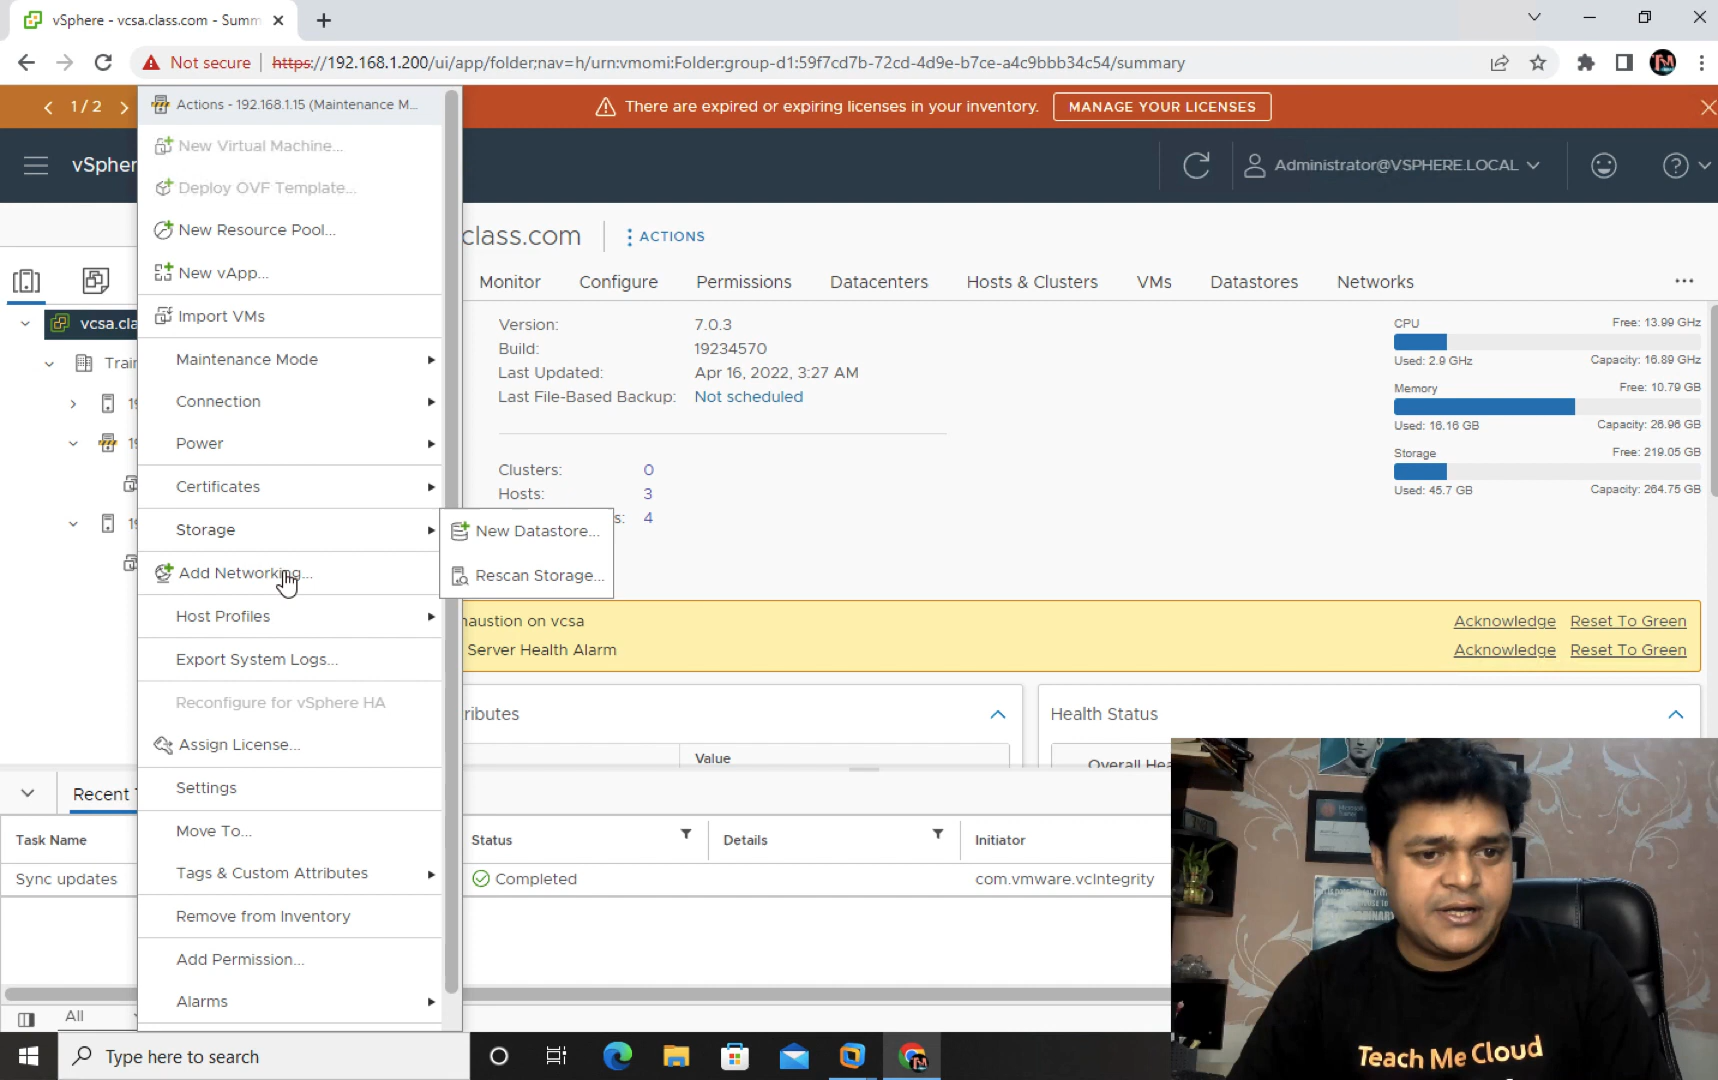 vSphere - vcsa.class.com - Summ
Not secure
https://192.168.1.200/ui/app/folder;nav=h/urn:vmomi:Folder:group-d1:59f7cd7b-72cd-4d9e-b7ce-a4c9bbb34c54/summary
1 / 2
There are expired or expiring licenses in your inventory.
MANAGE YOUR LICENSES
vSpher
Administrator@VSPHERE.LOCAL
Actions - 192.168.1.15 (Maintenance M...
New Virtual Machine...
Deploy OVF Template...
New Resource Pool...
New vApp...
Import VMs
Maintenance Mode
Connection
Power
Certificates
Storage
Add Networking...
Host Profiles
Export System Logs...
Reconfigure for vSphere HA
Assign License...
Settings
Move To...
Tags & Custom Attributes
Remove from Inventory
Add Permission...
Alarms
New Datastore...
Rescan Storage...
vcsa.cla
Train
19
19
19
class.com
ACTIONS
Monitor Configure Permissions Datacenters Hosts & Clusters VMs Datastores Networks
Version: 7.0.3
Build: 19234570
Last Updated: Apr 16, 2022, 3:27 AM
Last File-Based Backup: Not scheduled
Clusters: 0
Hosts: 3
s: 4
CPU Free: 13.99 GHz
Used: 2.9 GHz Capacity: 16.89 GHz
Memory Free: 10.79 GB
Used: 16.16 GB Capacity: 26.96 GB
Storage Free: 219.05 GB
Used: 45.7 GB Capacity: 264.75 GB
haustion on vcsa Acknowledge Reset To Green
Server Health Alarm Acknowledge Reset To Green
ributes
Value
Health Status
Overall Hea
Recent T
Task Name Status Details Initiator
Sync updates Completed com.vmware.vcIntegrity
All
Type here to search
Teach Me Cloud